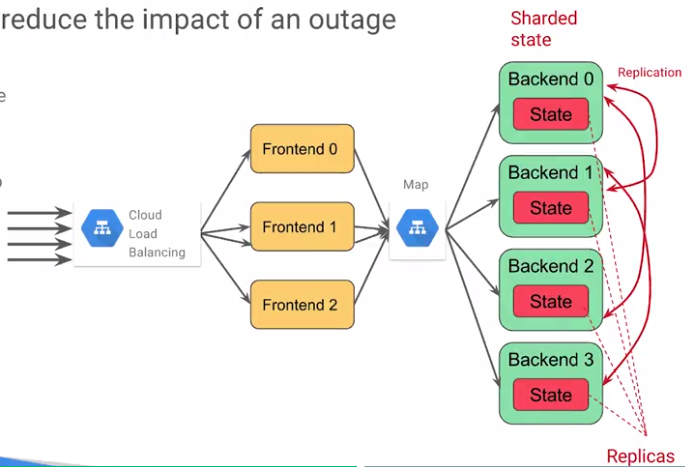 reduce the impact of an outage
Sharded
state
Replication
Backend 0
State
Frontend 0
Map
Backend 1
State
Cloud
Load
Balancing
Frontend 1
Backend 2
State
Frontend 2
Backend 3
State
Replicas